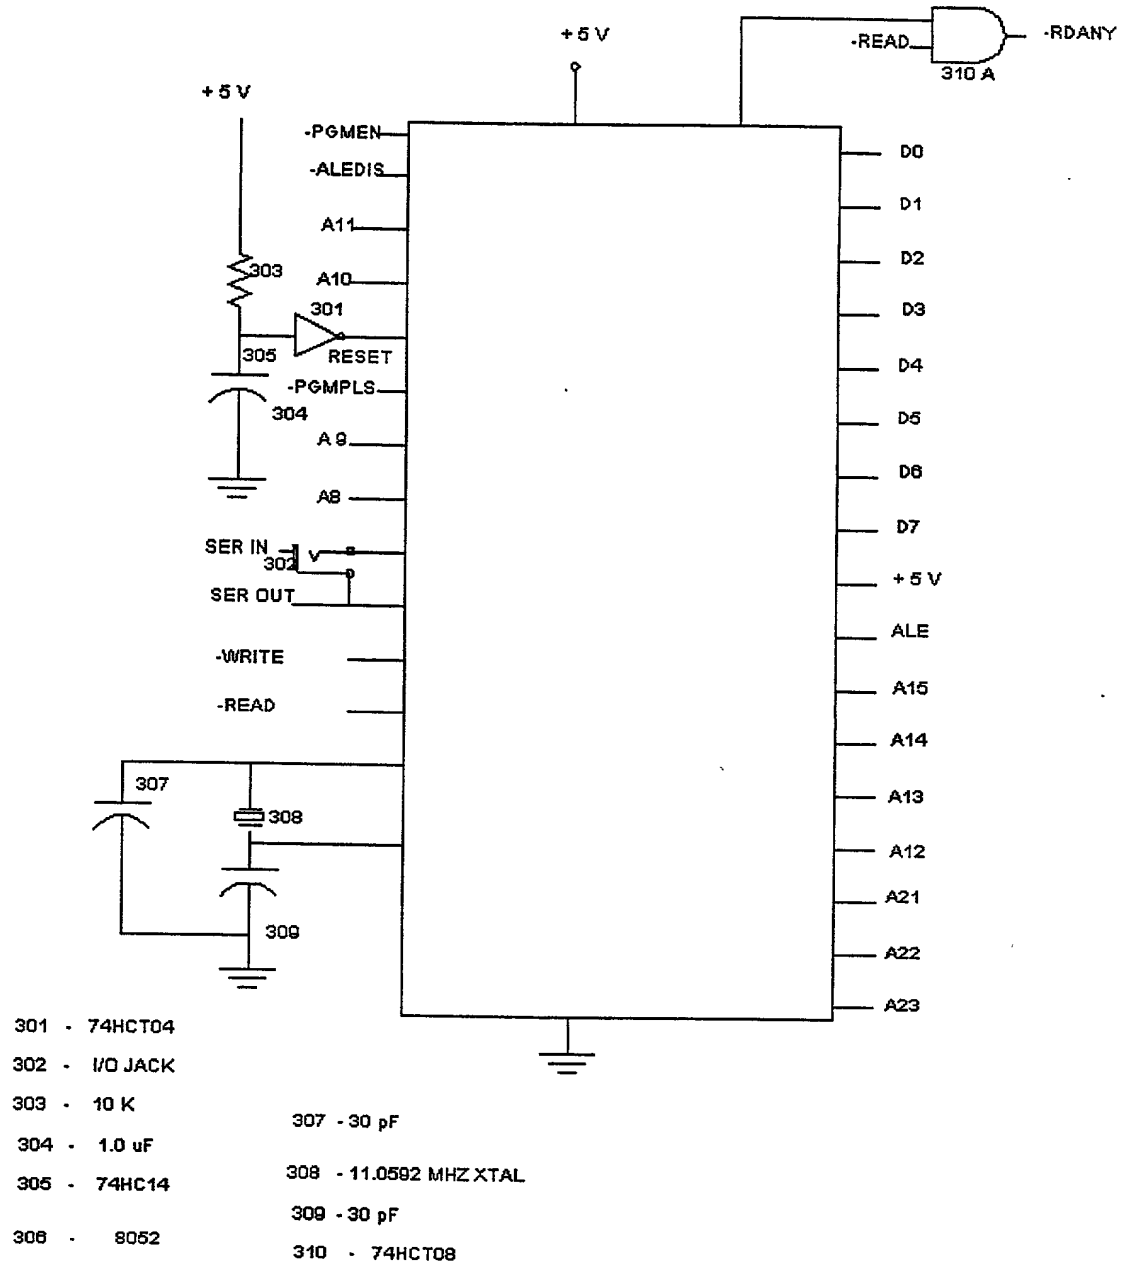 +5 V
-READ
-RDANY
310 A
+5 V
-PGMEN
-ALEDIS
A11
A10
303
301
305
RESET
-PGMPLS
304
A9
A8
SER IN
302
V
SER OUT
-WRITE
-READ
307
308
309
D0
D1
D2
D3
D4
D5
D6
D7
+5 V
ALE
A15
A14
A13
A12
A21
A22
A23
301 - 74HCT04
302 - I/O JACK
303 - 10 K
304 - 1.0 uF
305 - 74HC14
306 - 8052
307 - 30 pF
308 - 11.0592 MHZ XTAL
309 - 30 pF
310 - 74HCT08